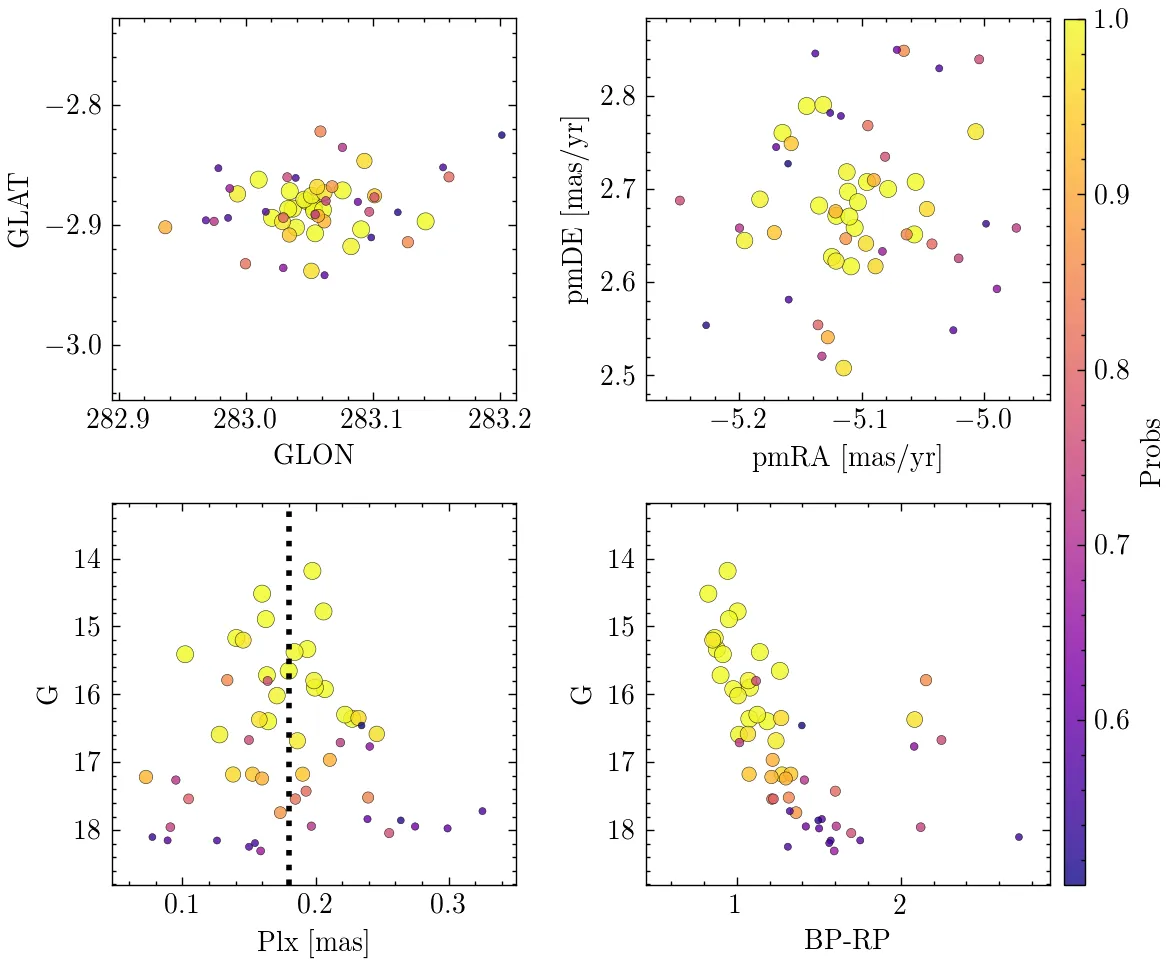 −2.8
−2.9
−3.0
GLAT
282.9 283.0 283.1 283.2
GLON
2.8
2.7
2.6
2.5
pmDE [mas/yr]
−5.2 −5.1 −5.0
pmRA [mas/yr]
14
15
16
17
18
G
0.1 0.2 0.3
Plx [mas]
14
15
16
17
18
G
1 2
BP-RP
1.0
0.9
0.8
0.7
0.6
Probs